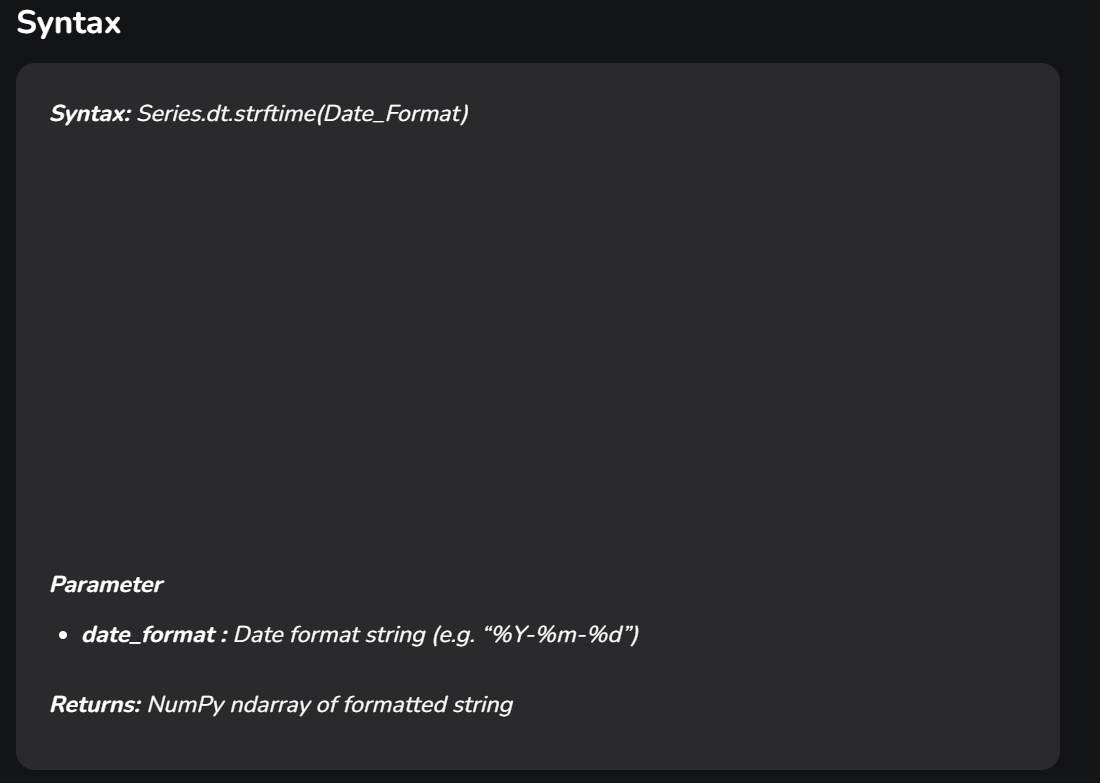 Syntax
Syntax: Series.dt.strftime(Date_Format)
Parameter
• date_format : Date format string (e.g. “%Y-%m-%d”)
Returns: NumPy ndarray of formatted string